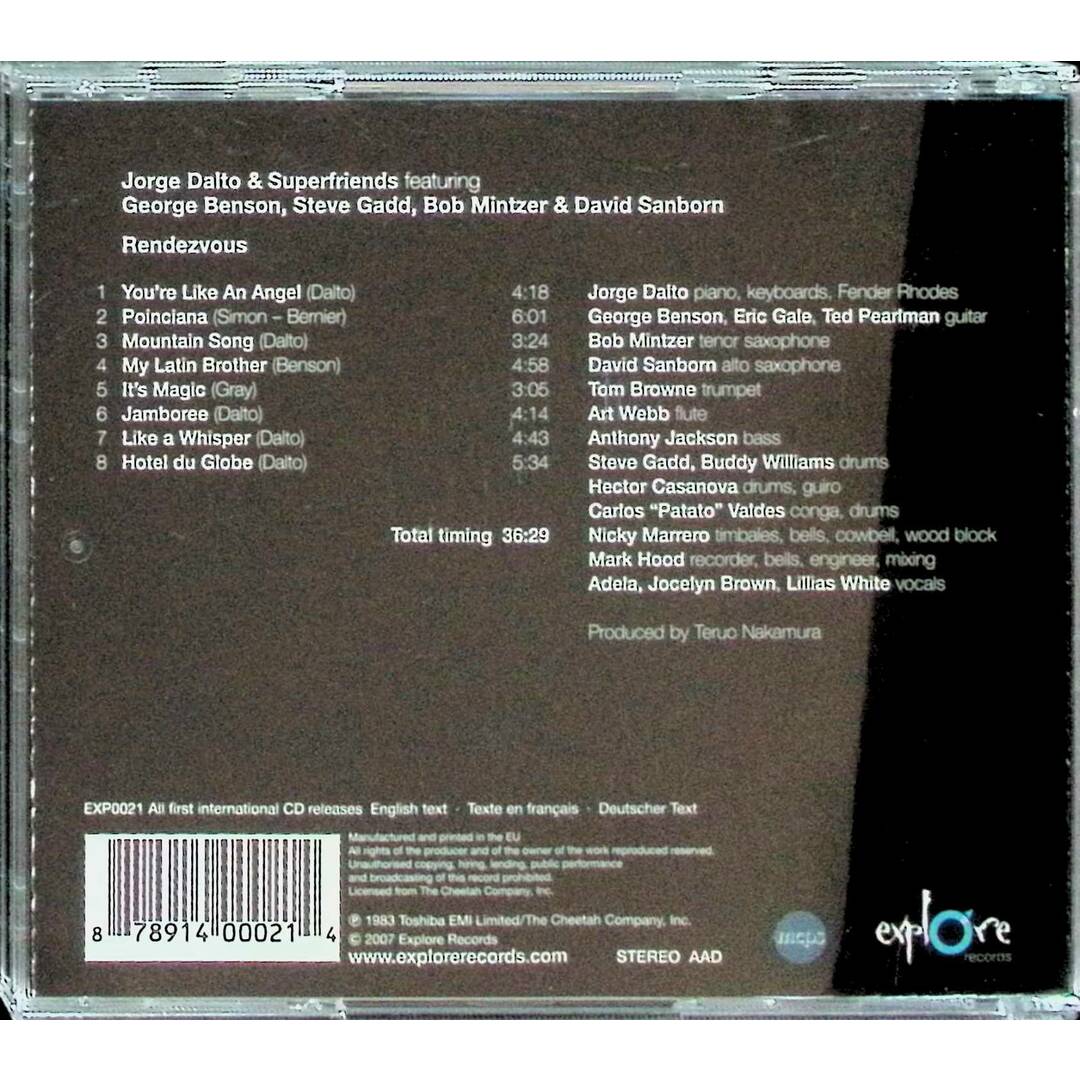 Jorge Dalto & Superfriends featuring
George Benson, Steve Gadd, Bob Mintzer & David Sanborn
Rendezvous
1 You're Like An Angel (Dalto) 4:18
2 Poinciana (Simon – Bernier) 6:01
3 Mountain Song (Dalto) 3:24
4 My Latin Brother (Benson) 4:58
5 It's Magic (Gray) 3:05
6 Jamboree (Dalto) 4:14
7 Like a Whisper (Dalto) 4:43
8 Hotel du Globe (Dalto) 5:34
Total timing 36:29
Jorge Dalto piano, keyboards, Fender Rhodes
George Benson, Eric Gale, Ted Pearlman guitar
Bob Mintzer tenor saxophone
David Sanborn alto saxophone
Tom Browne trumpet
Art Webb flute
Anthony Jackson bass
Steve Gadd, Buddy Williams drums
Hector Casanova drums, guiro
Carlos "Patato" Valdes conga, drums
Nicky Marrero timbales, bells, cowbell, wood block
Mark Hood recorder, bells, engineer, mixing
Adela, Jocelyn Brown, Lillias White vocals
Produced by Teruo Nakamura
EXP0021 All first international CD releases English text · Texte en français · Deutscher Text
Manufactured and printed in the EU
All rights of the producer and of the owner of the work reproduced reserved.
Unauthorised copying, hiring, lending, public performance
and broadcasting of this record prohibited.
Licensed from The Cheetah Company, Inc.
℗ 1983 Toshiba EMI Limited/The Cheetah Company, Inc.
© 2007 Explore Records
www.explorerecords.com STEREO AAD
8 78914 00021 4
mcps
explore
records